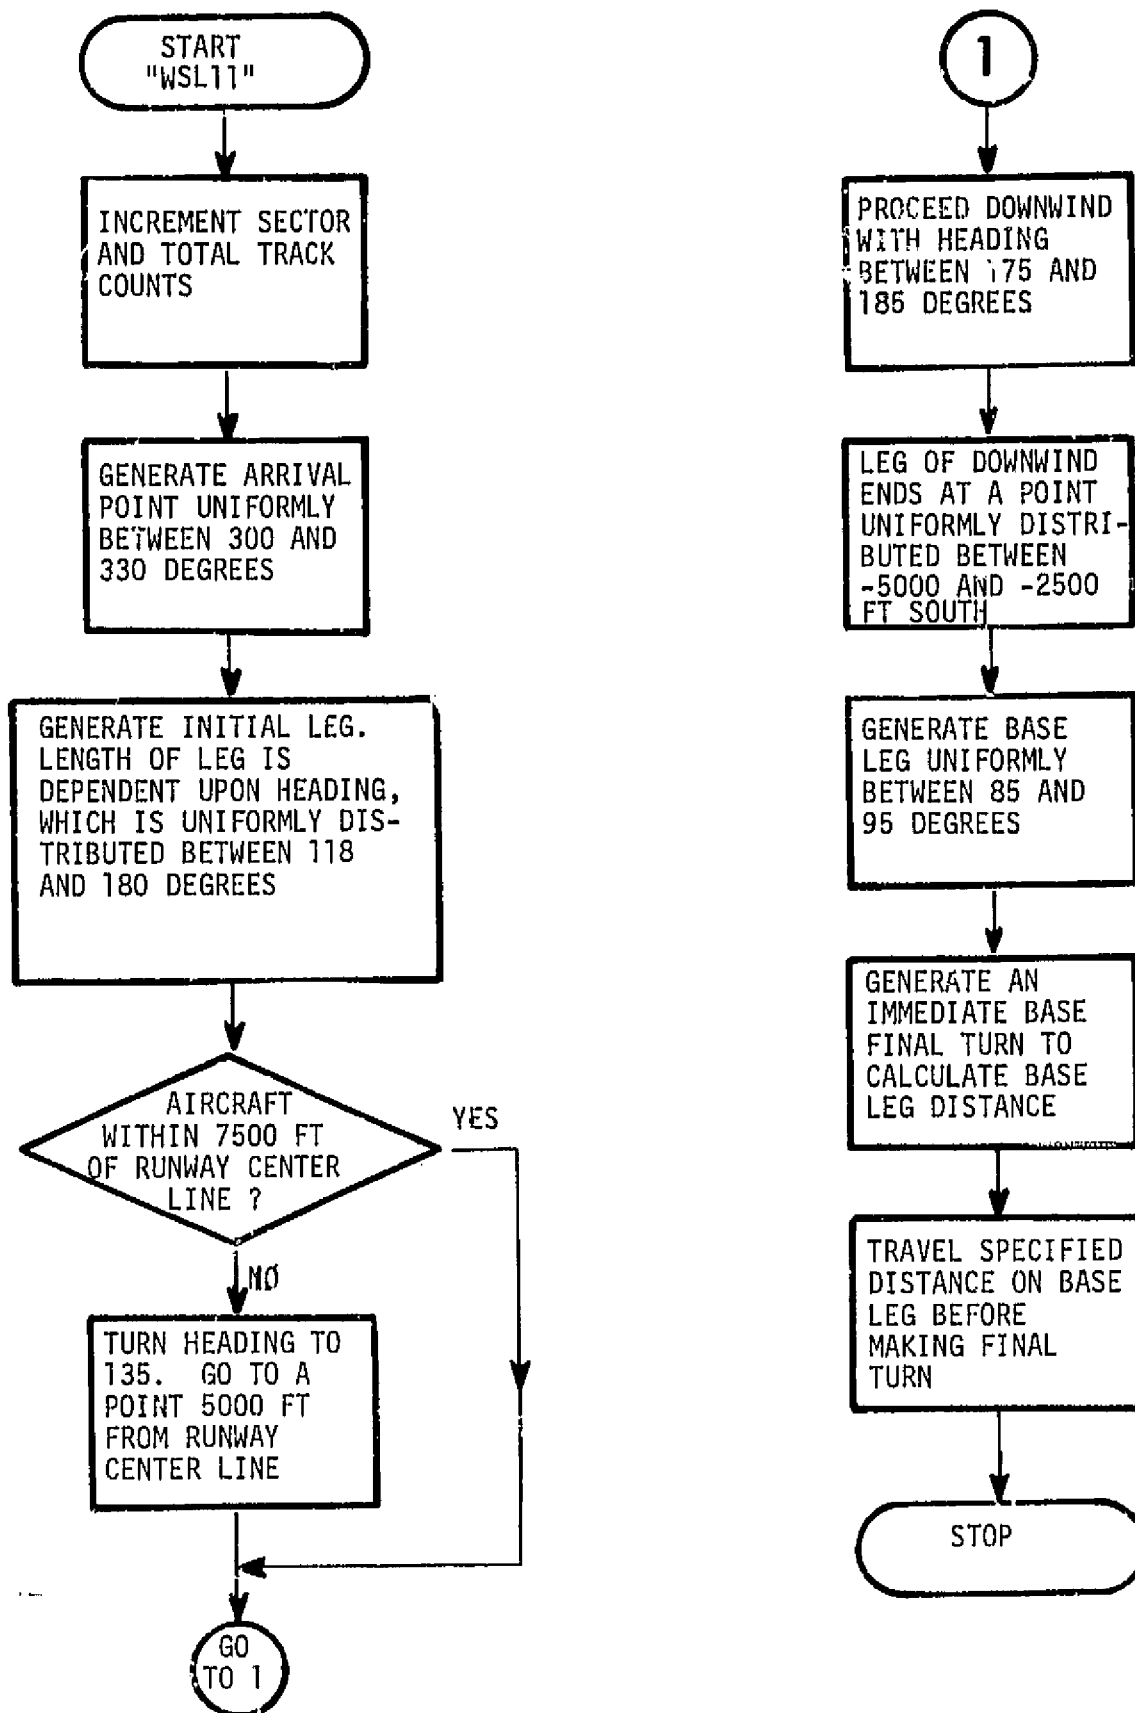 START
"WSL11"
INCREMENT SECTOR
AND TOTAL TRACK
COUNTS
GENERATE ARRIVAL
POINT UNIFORMLY
BETWEEN 300 AND
330 DEGREES
GENERATE INITIAL LEG.
LENGTH OF LEG IS
DEPENDENT UPON HEADING,
WHICH IS UNIFORMLY DIS-
TRIBUTED BETWEEN 118
AND 180 DEGREES
AIRCRAFT
WITHIN 7500 FT
OF RUNWAY CENTER
LINE ?
YES
NØ
TURN HEADING TO
135. GO TO A
POINT 5000 FT
FROM RUNWAY
CENTER LINE
GO
TO 1
1
PROCEED DOWNWIND
WITH HEADING
BETWEEN 175 AND
185 DEGREES
LEG OF DOWNWIND
ENDS AT A POINT
UNIFORMLY DISTRI-
BUTED BETWEEN
-5000 AND -2500
FT SOUTH
GENERATE BASE
LEG UNIFORMLY
BETWEEN 85 AND
95 DEGREES
GENERATE AN
IMMEDIATE BASE
FINAL TURN TO
CALCULATE BASE
LEG DISTANCE
TRAVEL SPECIFIED
DISTANCE ON BASE
LEG BEFORE
MAKING FINAL
TURN
STOP